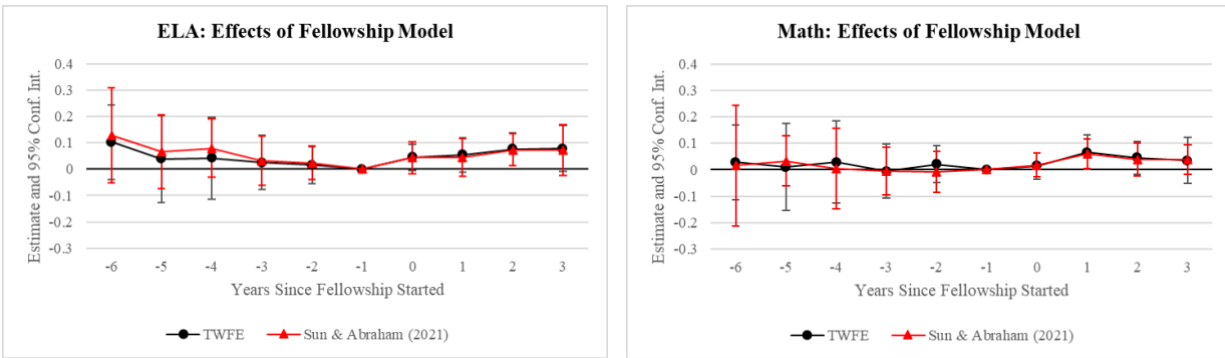 ELA: Effects of Fellowship Model
Estimate and 95% Conf. Int.
0.4
0.3
0.2
0.1
0
-0.1
-0.2
-0.3
-6 -5 -4 -3 -2 -1 0 1 2 3
Years Since Fellowship Started
TWFE Sun & Abraham (2021)
Math: Effects of Fellowship Model
Estimate and 95% Conf. Int.
0.4
0.3
0.2
0.1
0
-0.1
-0.2
-0.3
-6 -5 -4 -3 -2 -1 0 1 2 3
Years Since Fellowship Started
TWFE Sun & Abraham (2021)